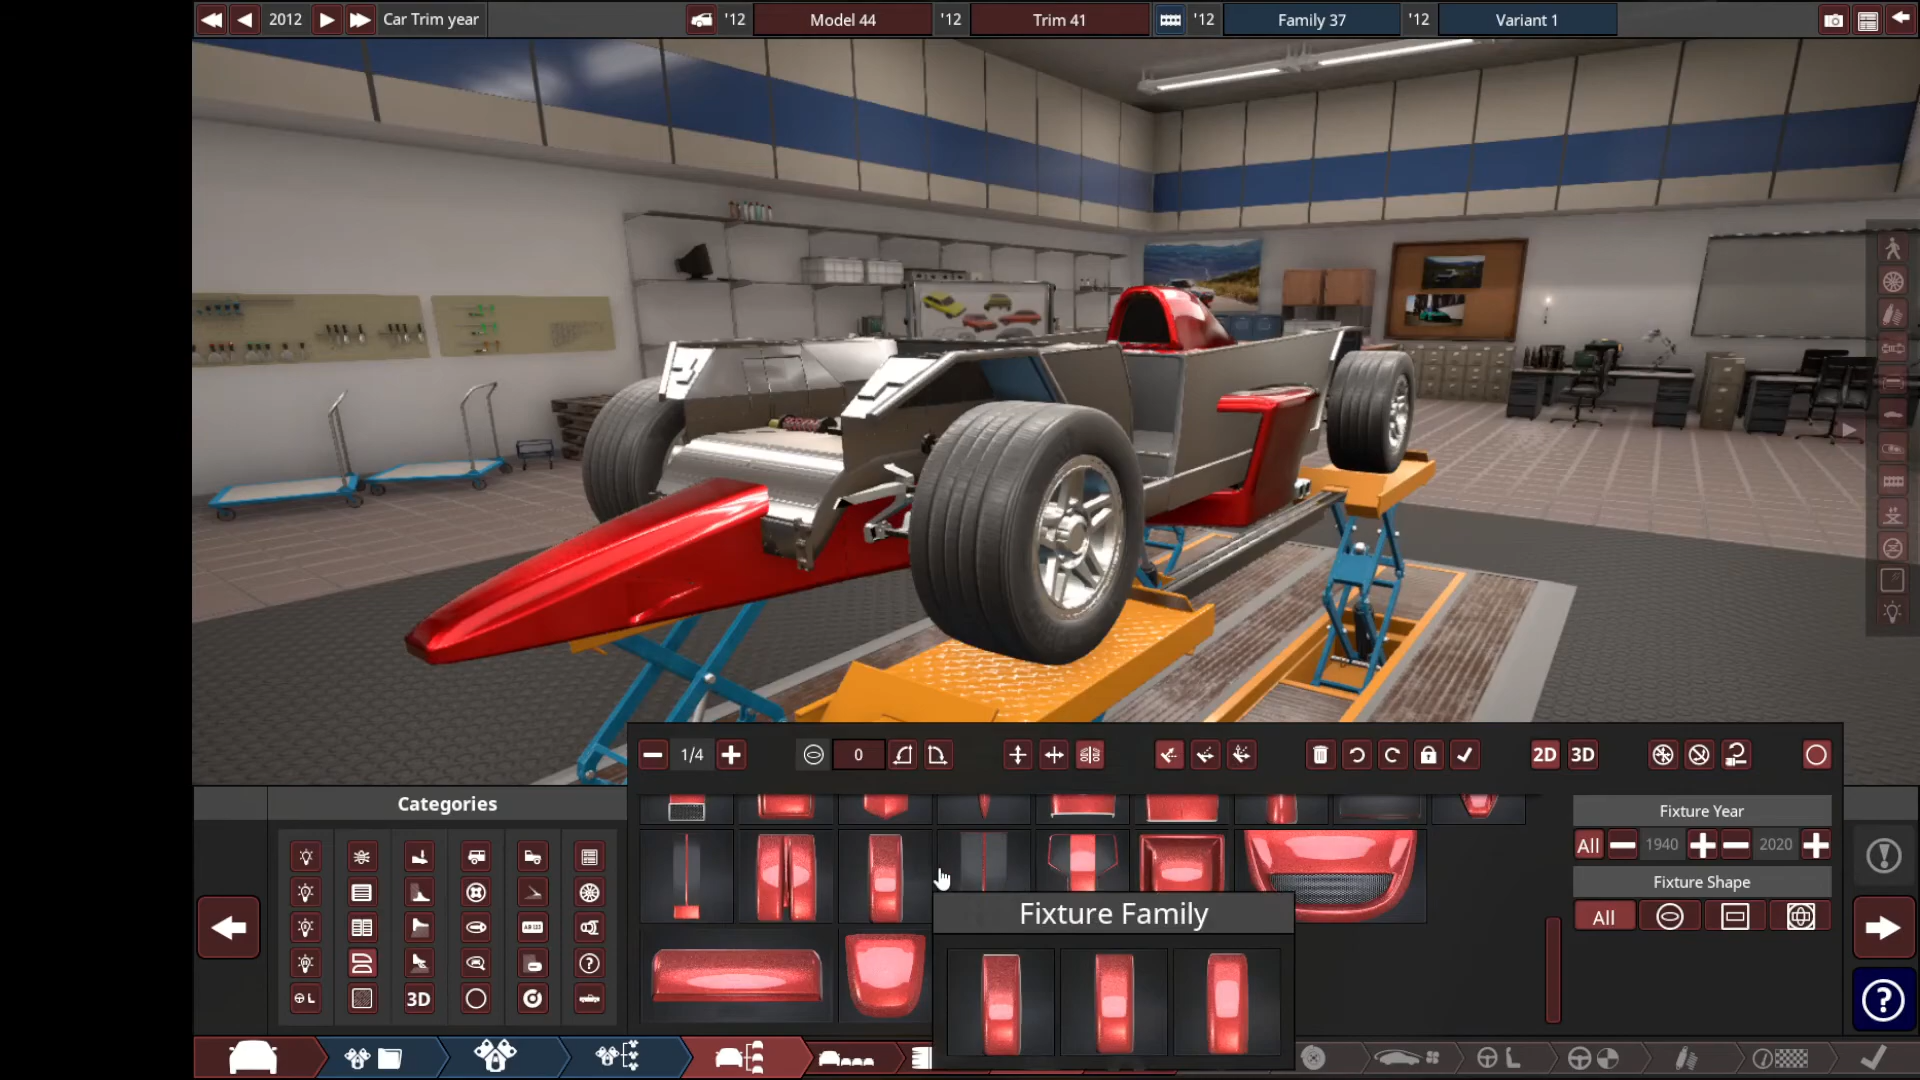 2012 Car Trim year '12 Model 44 '12 Trim 41 '12 Family 37 '12 Variant 1
1/4 0 2D 3D
Categories
Fixture Year
All 1940 2020
Fixture Shape
All
Fixture Family
3D
?